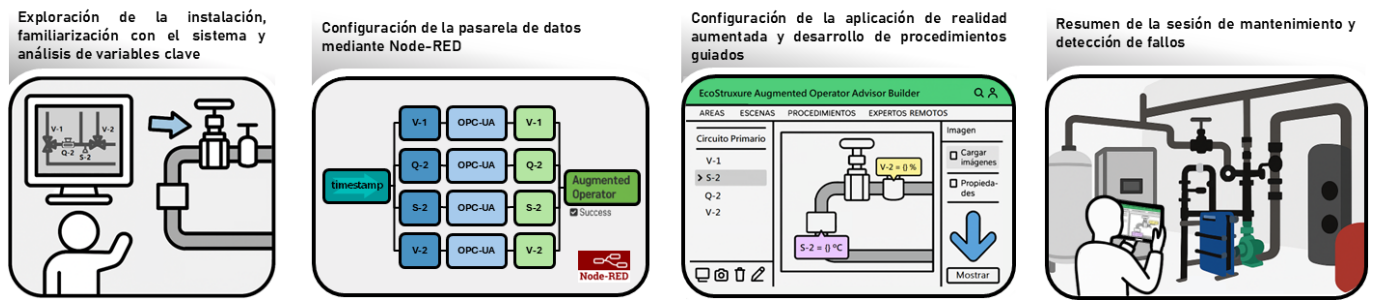 Exploración de la instalación,
familiarización con el sistema y
análisis de variables clave
V-1
V-2
Q-2
S-2
Configuración de la pasarela de datos
mediante Node-RED
timestamp
V-1 OPC-UA V-1
Q-2 OPC-UA Q-2
S-2 OPC-UA S-2
V-2 OPC-UA V-2
Augmented
Operator
Success
Node-RED
Configuración de la aplicación de realidad
aumentada y desarrollo de procedimientos
guiados
EcoStruxure Augmented Operator Advisor Builder
AREAS ESCENAS PROCEDIMIENTOS EXPERTOS REMOTOS
Circuito Primario
V-1
> S-2
Q-2
V-2
V-2 = () %
S-2 = () ºC
Imagen
Cargar
imágenes
Propieda-
des
Mostrar
Resumen de la sesión de mantenimiento y
detección de fallos